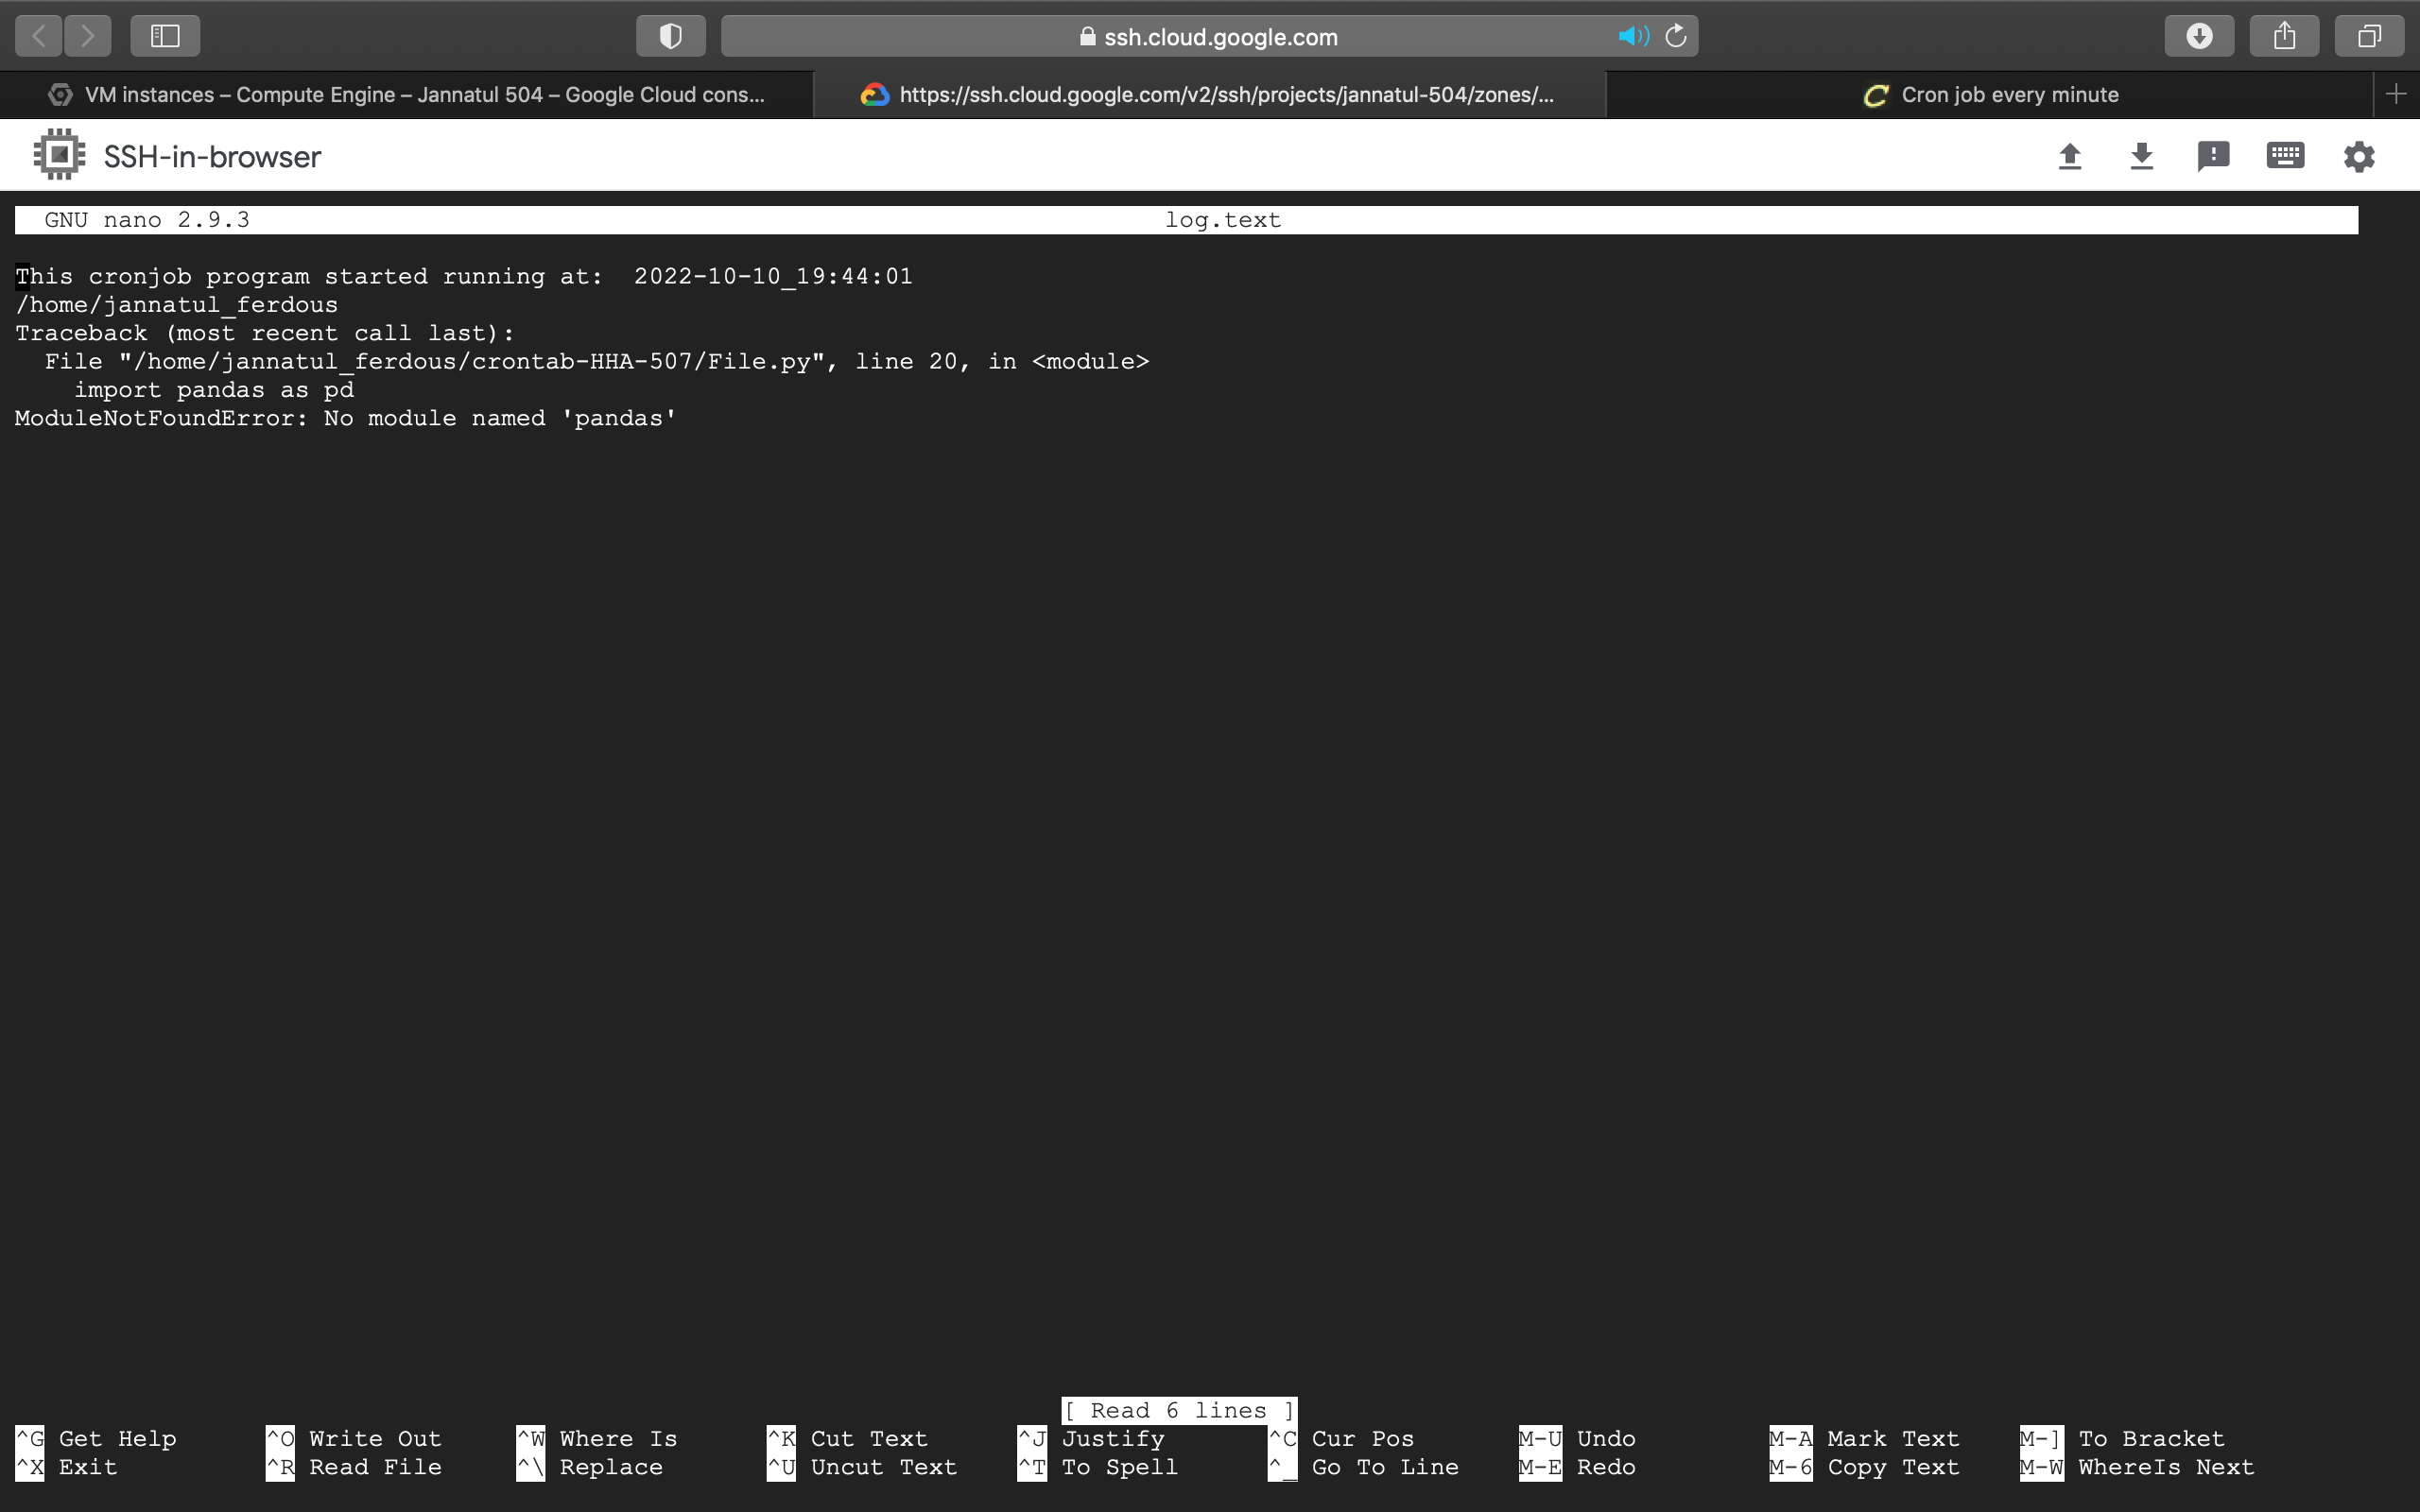 ssh.cloud.google.com
VM instances – Compute Engine – Jannatul 504 – Google Cloud cons...
https://ssh.cloud.google.com/v2/ssh/projects/jannatul-504/zones/...
Cron job every minute
SSH-in-browser
GNU nano 2.9.3 log.text
This cronjob program started running at:  2022-10-10_19:44:01
/home/jannatul_ferdous
Traceback (most recent call last):
  File "/home/jannatul_ferdous/crontab-HHA-507/File.py", line 20, in <module>
    import pandas as pd
ModuleNotFoundError: No module named 'pandas'
[ Read 6 lines ]
^G Get Help ^O Write Out ^W Where Is ^K Cut Text ^J Justify ^C Cur Pos M-U Undo M-A Mark Text M-] To Bracket
^X Exit ^R Read File ^\ Replace ^U Uncut Text ^T To Spell ^_ Go To Line M-E Redo M-6 Copy Text M-W WhereIs Next